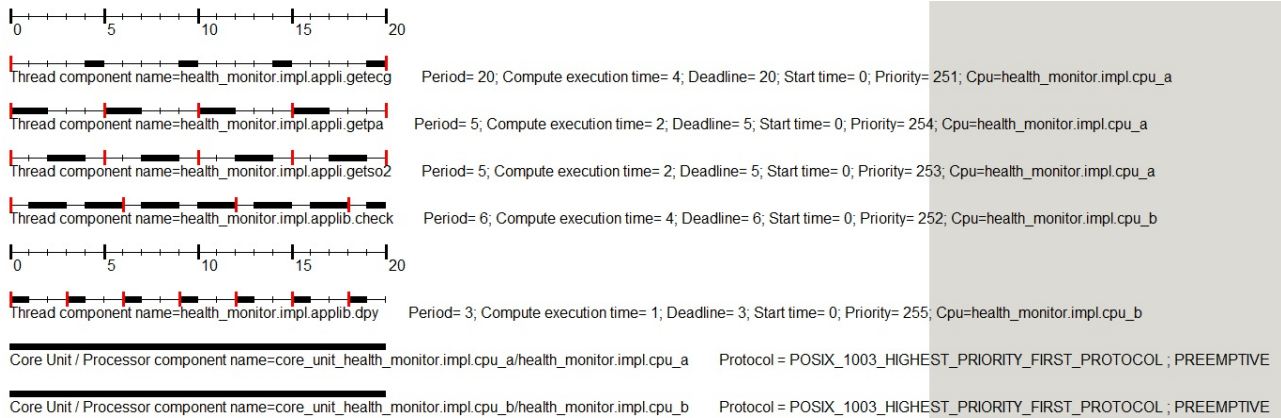 0 5 10 15 20
Thread component name=health_monitor.impl.appli.getecg Period= 20; Compute execution time= 4; Deadline= 20; Start time= 0; Priority= 251; Cpu=health_monitor.impl.cpu_a
Thread component name=health_monitor.impl.appli.getpa Period= 5; Compute execution time= 2; Deadline= 5; Start time= 0; Priority= 254; Cpu=health_monitor.impl.cpu_a
Thread component name=health_monitor.impl.appli.getso2 Period= 5; Compute execution time= 2; Deadline= 5; Start time= 0; Priority= 253; Cpu=health_monitor.impl.cpu_a
Thread component name=health_monitor.impl.applib.check Period= 6; Compute execution time= 4; Deadline= 6; Start time= 0; Priority= 252; Cpu=health_monitor.impl.cpu_b
0 5 10 15 20
Thread component name=health_monitor.impl.applib.dpy Period= 3; Compute execution time= 1; Deadline= 3; Start time= 0; Priority= 255; Cpu=health_monitor.impl.cpu_b
Core Unit / Processor component name=core_unit_health_monitor.impl.cpu_a/health_monitor.impl.cpu_a Protocol = POSIX_1003_HIGHEST_PRIORITY_FIRST_PROTOCOL ; PREEMPTIVE
Core Unit / Processor component name=core_unit_health_monitor.impl.cpu_b/health_monitor.impl.cpu_b Protocol = POSIX_1003_HIGHEST_PRIORITY_FIRST_PROTOCOL ; PREEMPTIVE